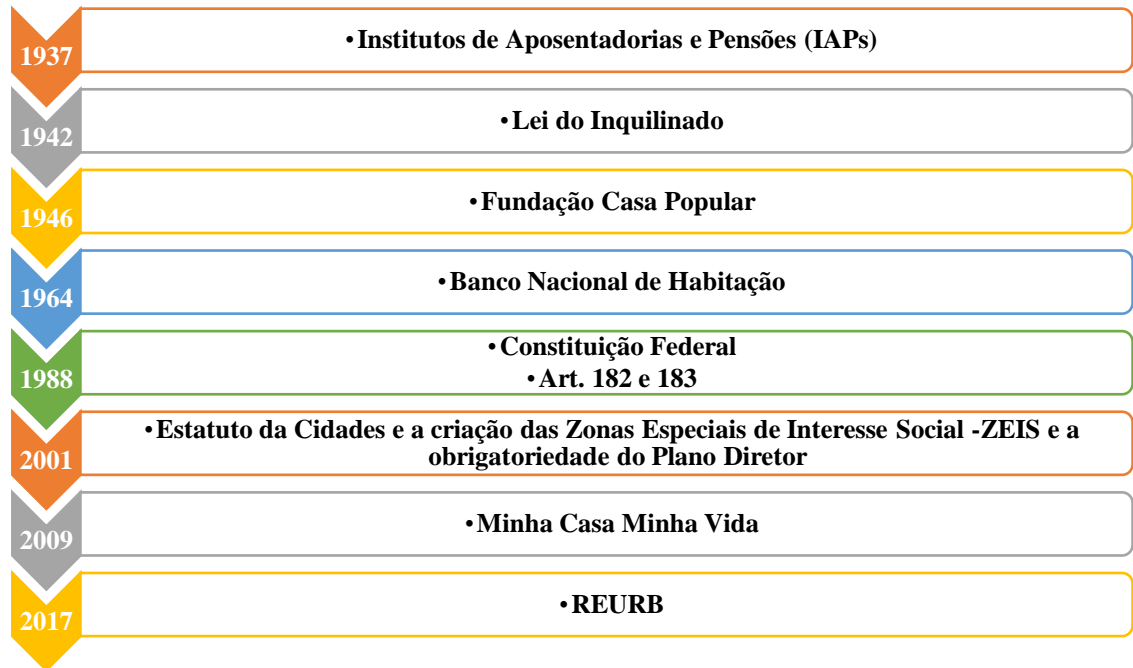 1937
•Institutos de Aposentadorias e Pensões (IAPs)
1942
•Lei do Inquilinado
1946
•Fundação Casa Popular
1964
•Banco Nacional de Habitação
1988
•Constituição Federal
•Art. 182 e 183
2001
•Estatuto da Cidades e a criação das Zonas Especiais de Interesse Social -ZEIS e a
obrigatoriedade do Plano Diretor
2009
•Minha Casa Minha Vida
2017
•REURB